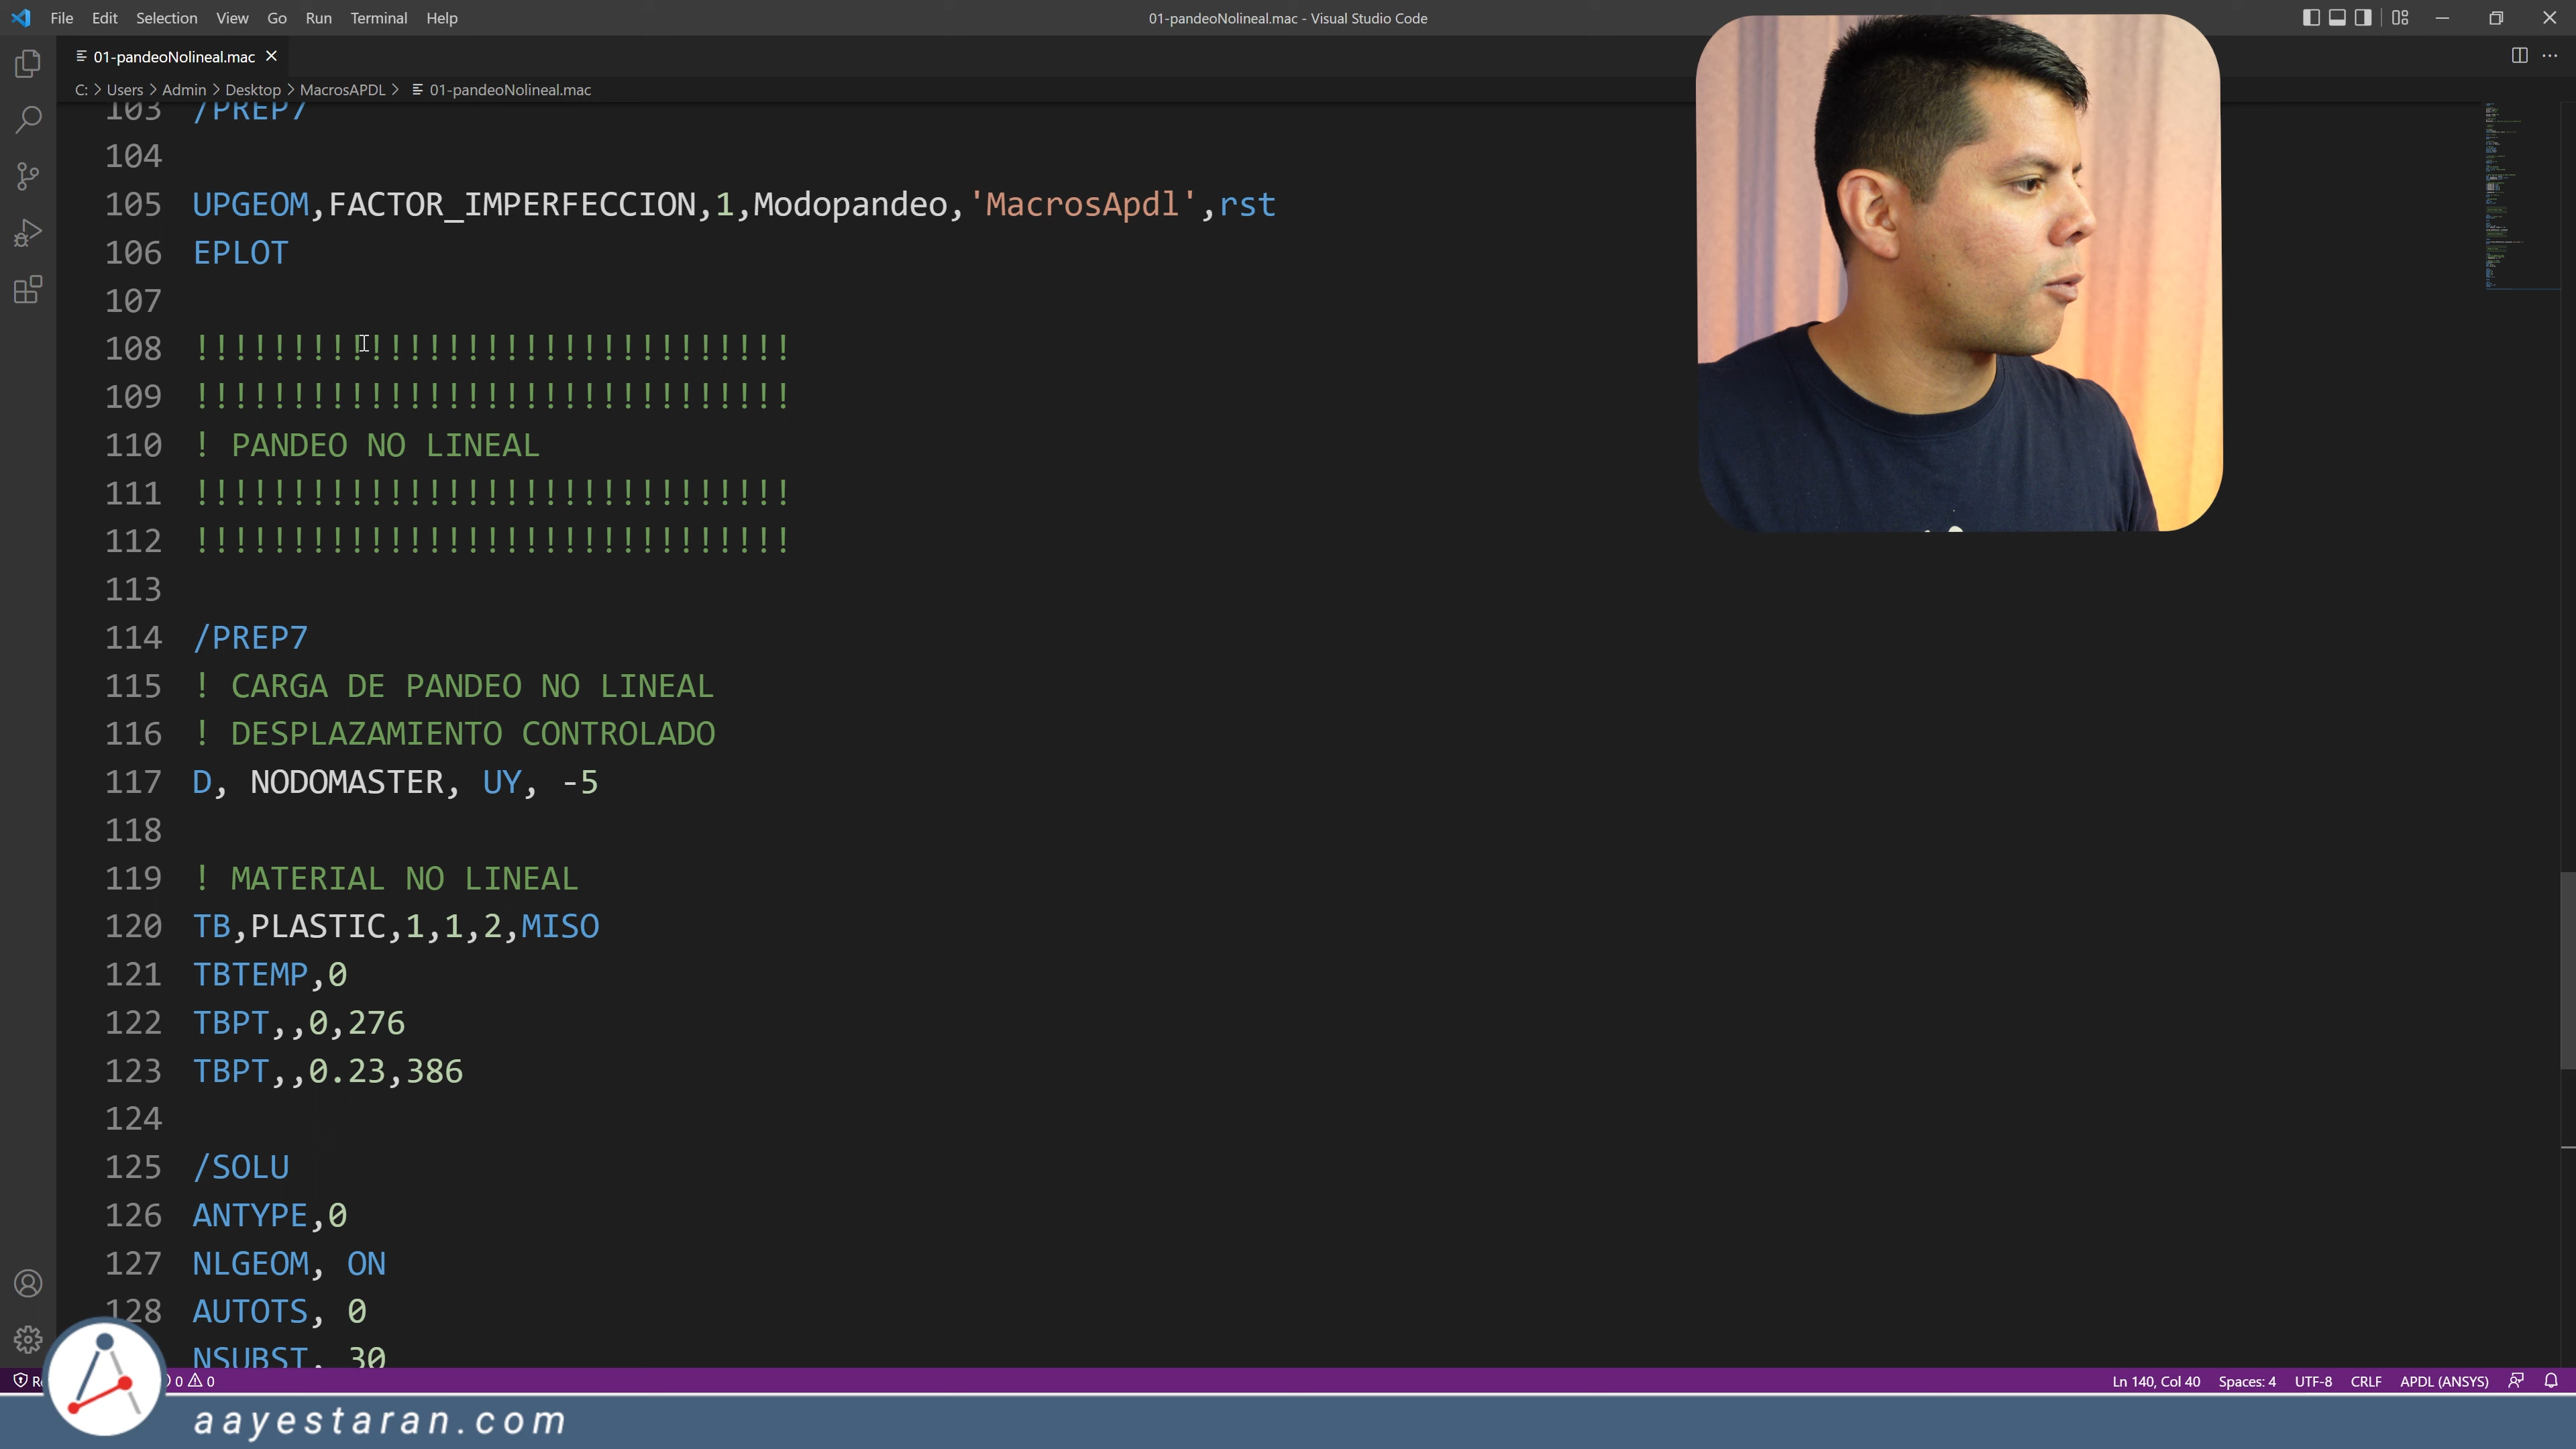 File Edit Selection View Go Run Terminal Help
01-pandeoNolineal.mac - Visual Studio Code
01-pandeoNolineal.mac
C: > Users > Admin > Desktop > MacrosAPDL > 01-pandeoNolineal.mac
103 /PREP7
104
105 UPGEOM,FACTOR_IMPERFECCION,1,Modopandeo,'MacrosApdl',rst
106 EPLOT
107
108 !!!!!!!!!!!!!!!!!!!!!!!!!!!!!!!
109 !!!!!!!!!!!!!!!!!!!!!!!!!!!!!!!
110 ! PANDEO NO LINEAL
111 !!!!!!!!!!!!!!!!!!!!!!!!!!!!!!!
112 !!!!!!!!!!!!!!!!!!!!!!!!!!!!!!!
113
114 /PREP7
115 ! CARGA DE PANDEO NO LINEAL
116 ! DESPLAZAMIENTO CONTROLADO
117 D, NODOMASTER, UY, -5
118
119 ! MATERIAL NO LINEAL
120 TB,PLASTIC,1,1,2,MISO
121 TBTEMP,0
122 TBPT,,0,276
123 TBPT,,0.23,386
124
125 /SOLU
126 ANTYPE,0
127 NLGEOM, ON
128 AUTOTS, 0
NSUBST, 30
0 0
Ln 140, Col 40 Spaces: 4 UTF-8 CRLF APDL (ANSYS)
aayestaran.com